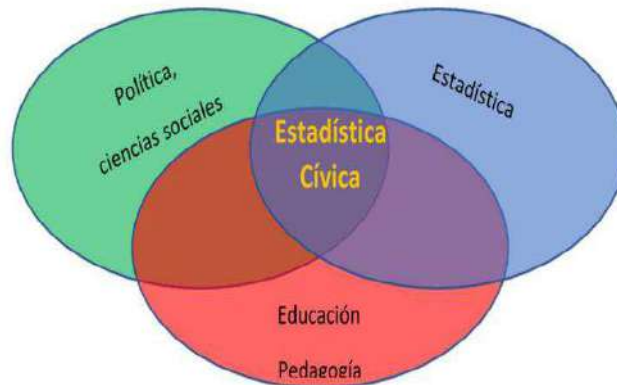 Política,
ciencias sociales
Estadística
Estadística
Cívica
Educación
Pedagogía